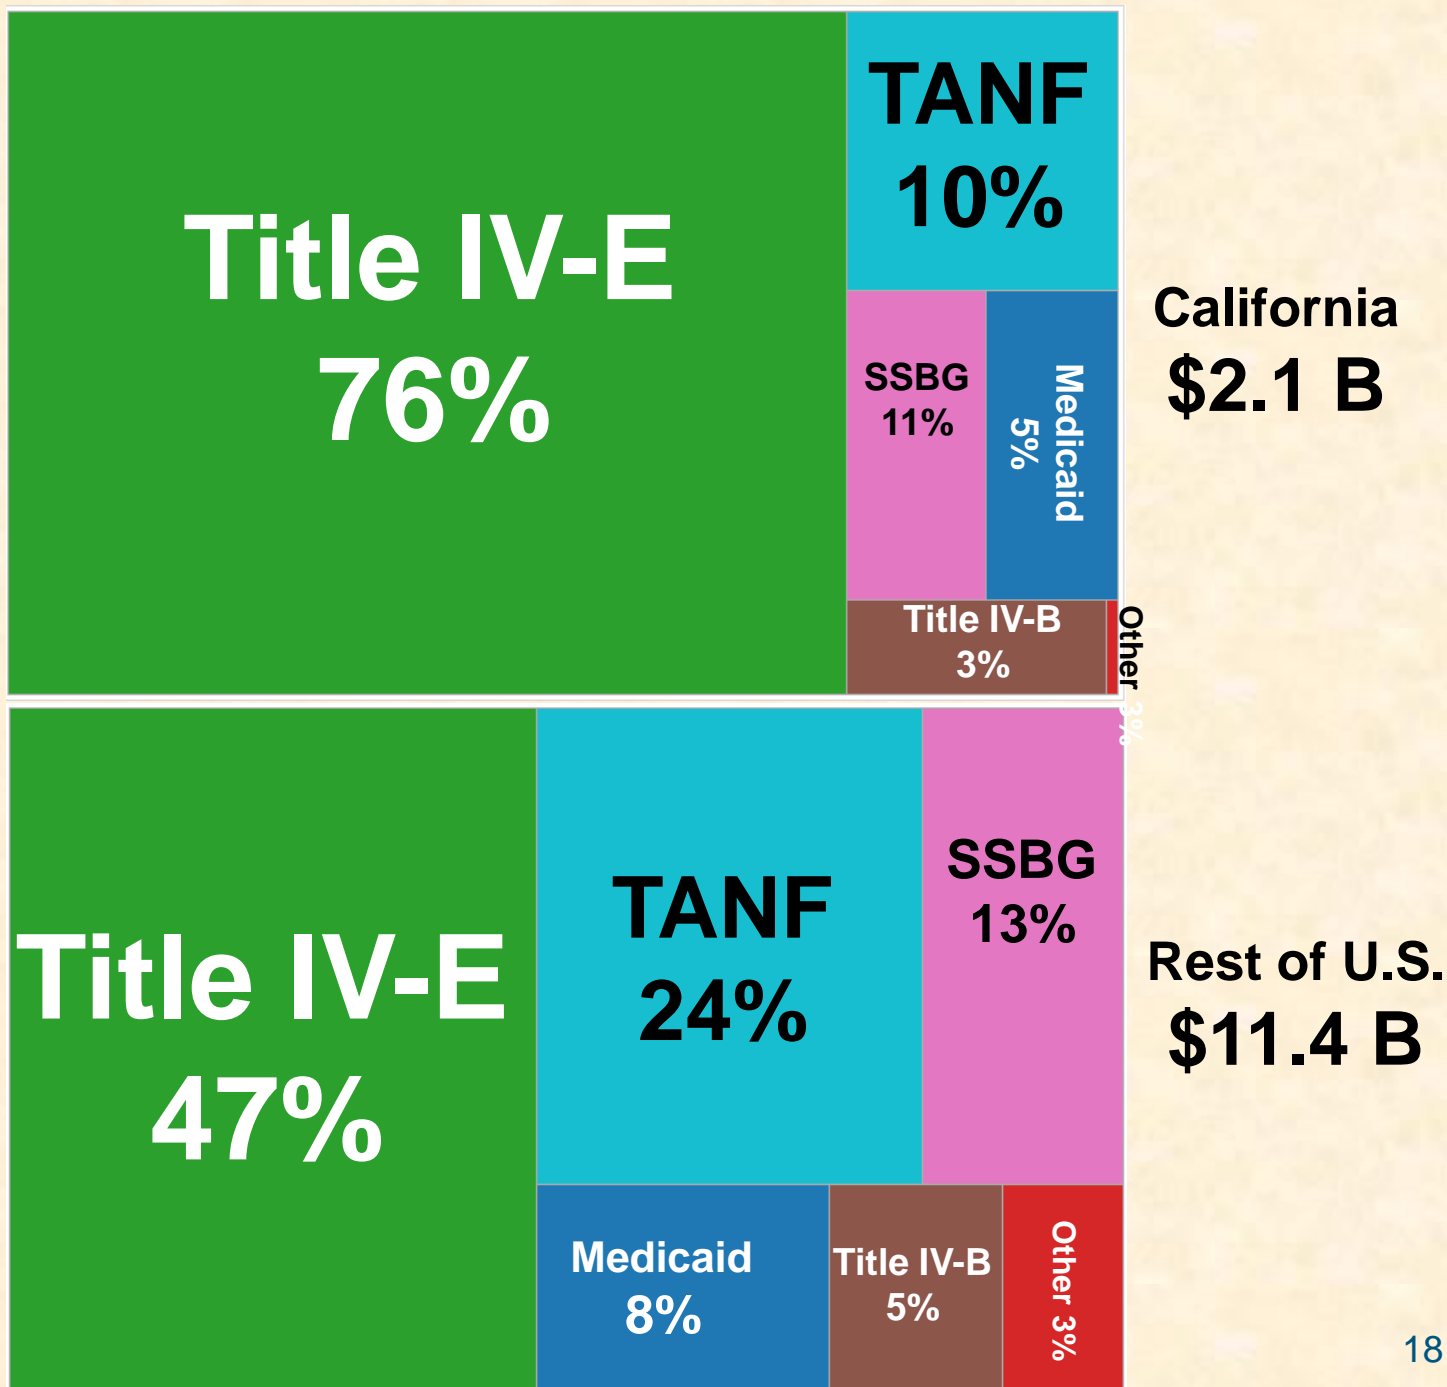 Title IV-E
76%
TANF
10%
SSBG
11%
Medicaid
5%
Title IV-B
3%
Other 3%
California
$2.1 B
Title IV-E
47%
TANF
24%
SSBG
13%
Medicaid
8%
Title IV-B
5%
Other 3%
Rest of U.S.
$11.4 B
18